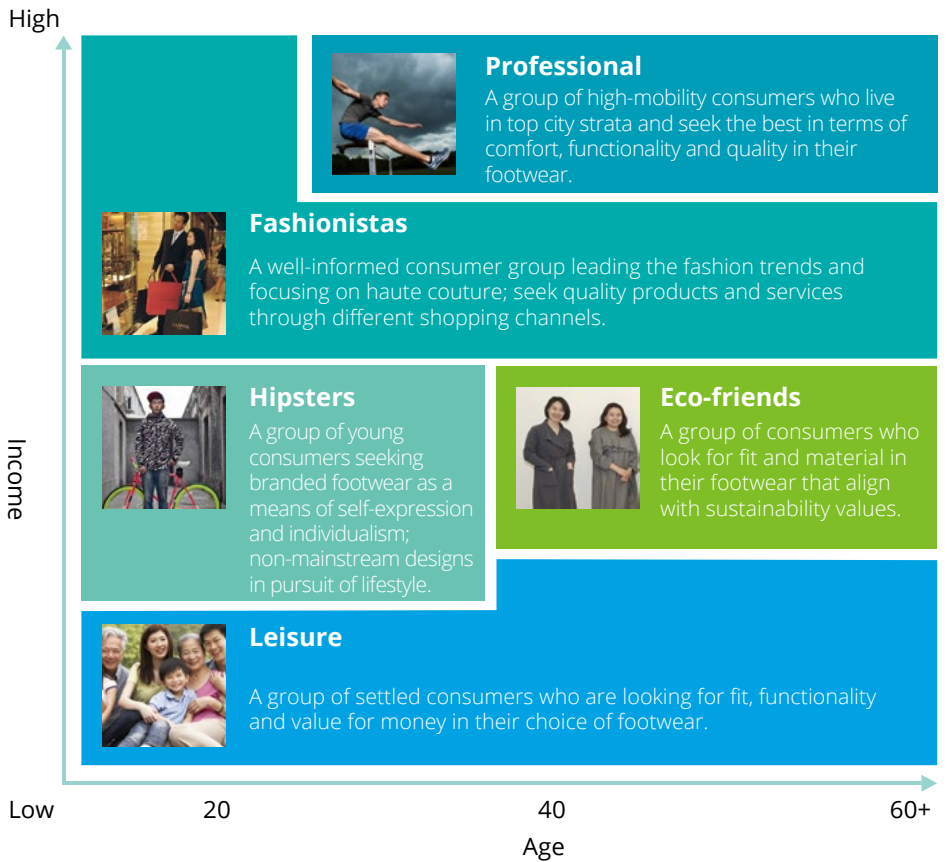 High
Professional
A group of high-mobility consumers who live
in top city strata and seek the best in terms of
comfort, functionality and quality in their
footwear.
Fashionistas
A well-informed consumer group leading the fashion trends and
focusing on haute couture; seek quality products and services
through different shopping channels.
Hipsters
A group of young
consumers seeking
branded footwear as a
means of self-expression
and individualism;
non-mainstream designs
in pursuit of lifestyle.
Eco-friends
A group of consumers who
look for fit and material in
their footwear that align
with sustainability values.
Income
Leisure
A group of settled consumers who are looking for fit, functionality
and value for money in their choice of footwear.
Low
20
40
60+
Age